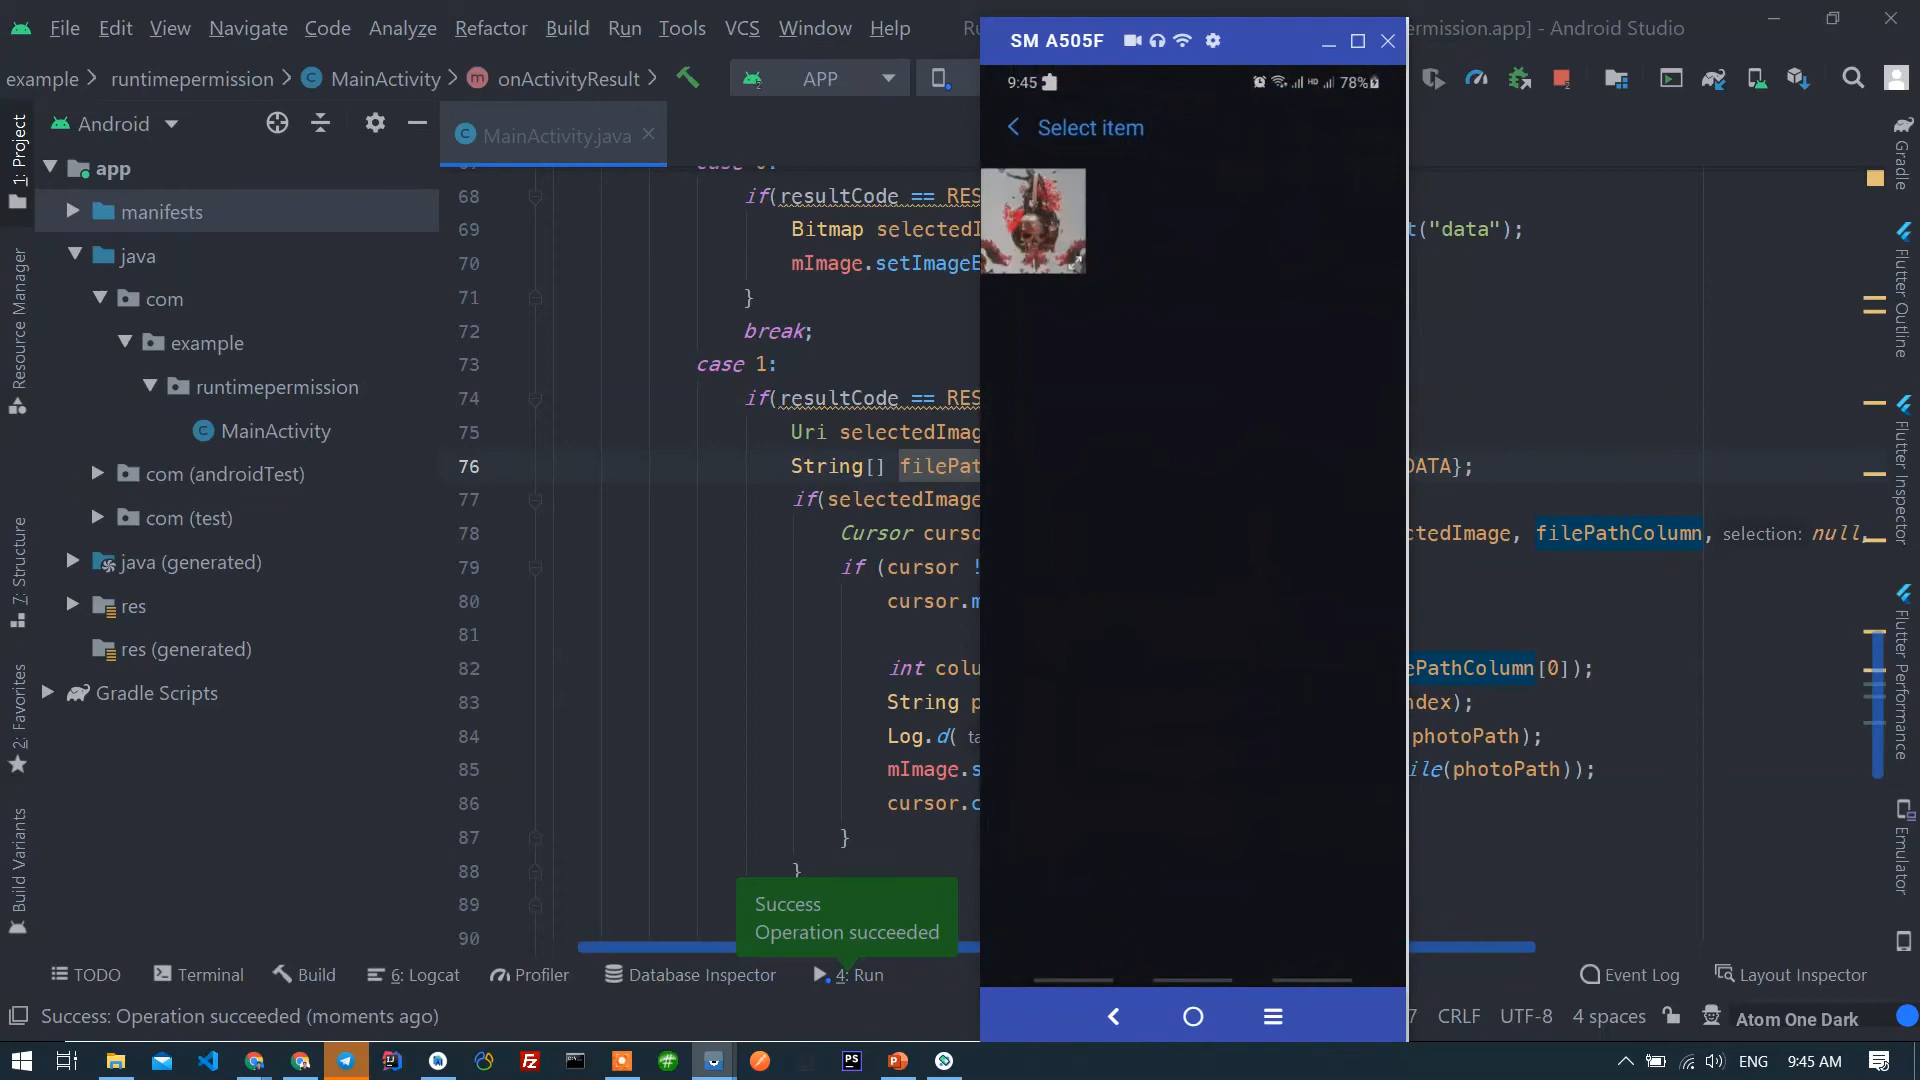 File Edit View Navigate Code Analyze Refactor Build Run Tools VCS Window Help
ermission.app] - Android Studio
example runtimepermission MainActivity onActivityResult
APP
SM A505F
9:45
78%
Select item
Android
app
manifests
java
com
example
runtimepermission
MainActivity
com (androidTest)
com (test)
java (generated)
res
res (generated)
Gradle Scripts
1: Project
Resource Manager
7: Structure
2: Favorites
Build Variants
MainActivity.java
68 if(resultCode == RES
69 Bitmap selectedI t("data");
70 mImage.setImageB
71 }
72 break;
73 case 1:
74 if(resultCode == RES
75 Uri selectedImag
76 String[] filePat DATA};
77 if(selectedImage
78 Cursor curso ctedImage, filePathColumn, selection: null,
79 if (cursor !
80 cursor.m
81
82 int colu ePathColumn[0]);
83 String p ndex);
84 Log.d( ta photoPath);
85 mImage.s ile(photoPath));
86 cursor.c
87 }
88 }
89
90
Success
Operation succeeded
Gradle
Flutter Outline
Flutter Inspector
Flutter Performance
Emulator
TODO Terminal Build 6: Logcat Profiler Database Inspector 4: Run Event Log Layout Inspector
Success: Operation succeeded (moments ago)
7 CRLF UTF-8 4 spaces Atom One Dark
ENG 9:45 AM